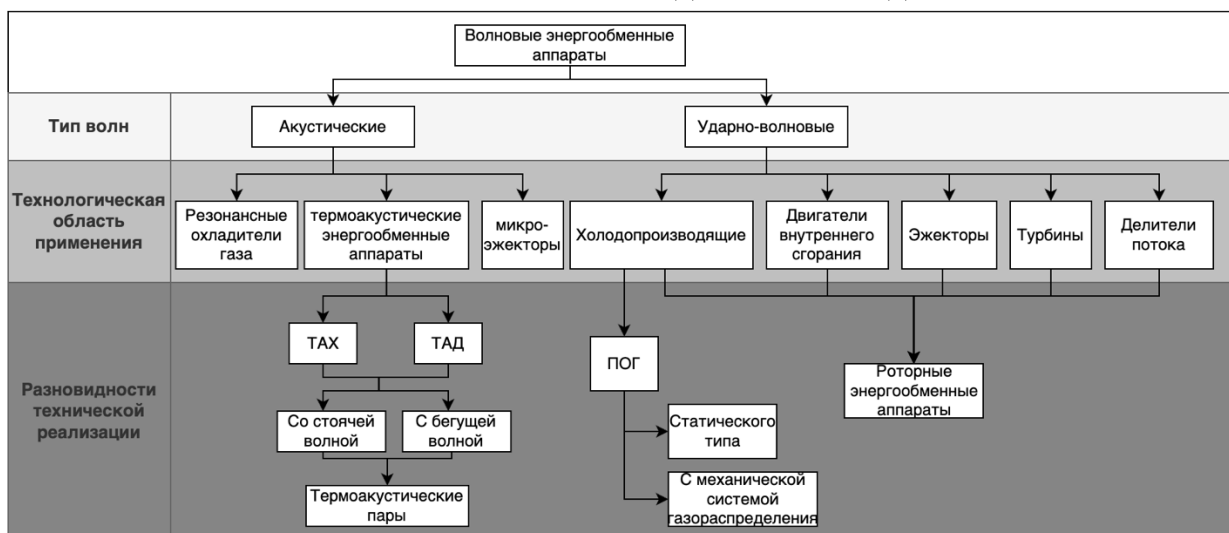 Волновые энергообменные
аппараты
Тип волн
Акустические
Ударно-волновые
Технологическая
область
применения
Резонансные
охладители
газа
термоакустические
энергообменные
аппараты
микро-
эжекторы
Холодопроизводящие
Двигатели
внутреннего
сгорания
Эжекторы
Турбины
Делители
потока
Разновидности
технической
реализации
ТАХ
ТАД
ПОГ
Роторные
энергообменные
аппараты
Со стоячей
волной
С бегущей
волной
Статического
типа
Термоакустические
пары
С механической
системой
газораспределения